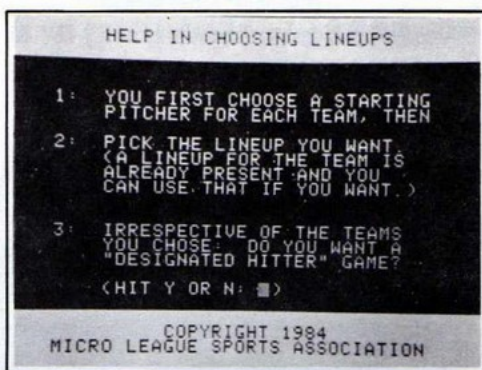 HELP IN CHOOSING LINEUPS
1: YOU FIRST CHOOSE A STARTING
PITCHER FOR EACH TEAM, THEN
2: PICK THE LINEUP YOU WANT.
(A LINEUP FOR THE TEAM IS
ALREADY PRESENT AND YOU
CAN USE THAT IF YOU WANT.)
3: IRRESPECTIVE OF THE TEAMS
YOU CHOSE: DO YOU WANT A
"DESIGNATED HITTER" GAME?
(HIT Y OR N: )
COPYRIGHT 1984
MICRO LEAGUE SPORTS ASSOCIATION